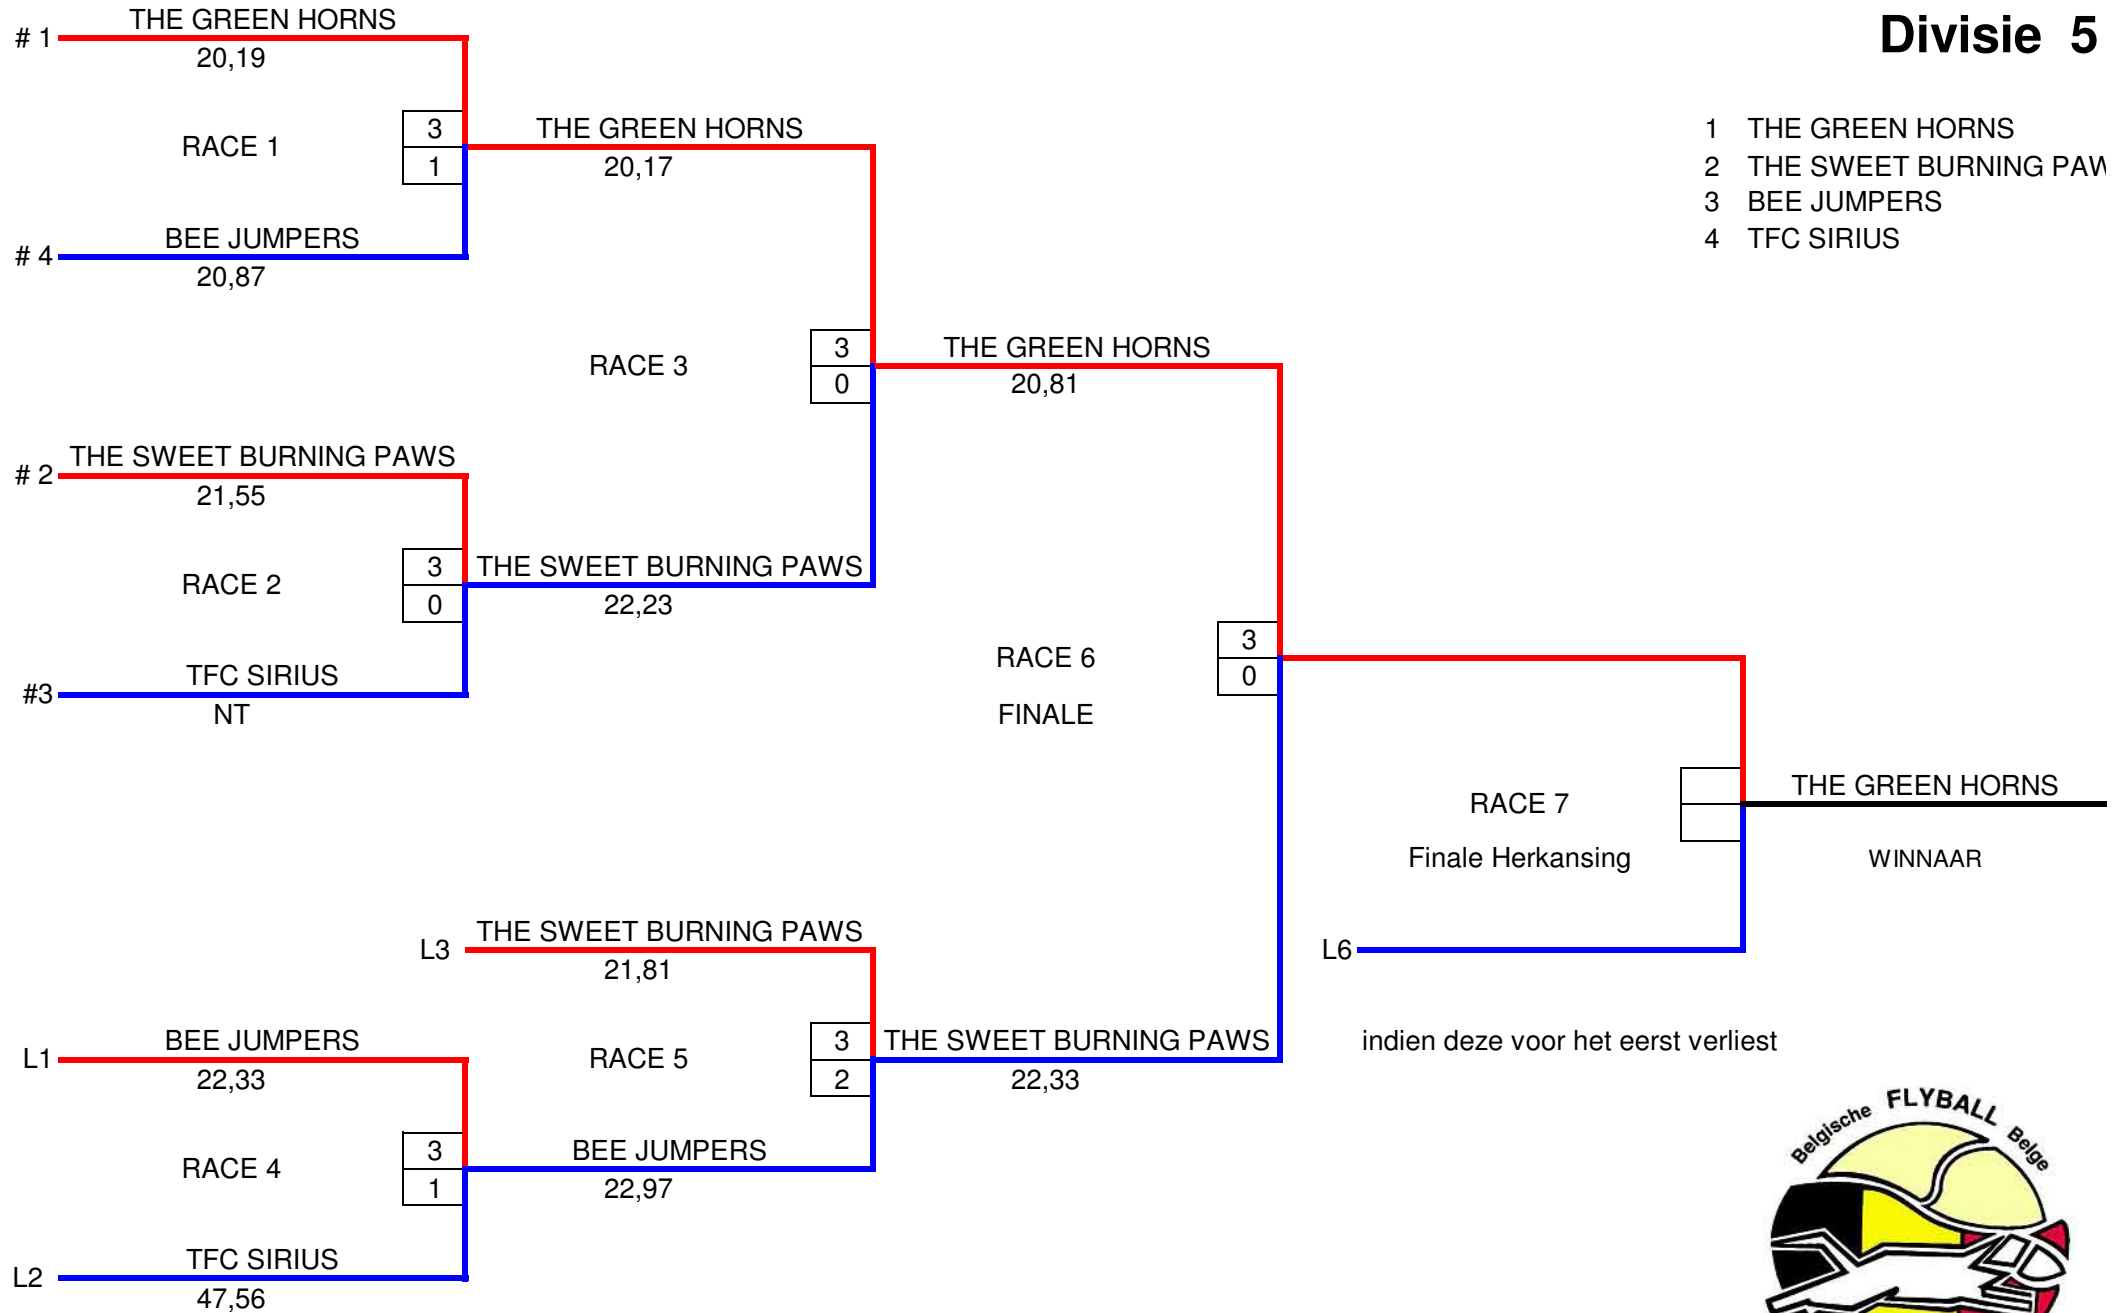 THE GREEN HORNS
# 1
20,19
Divisie 5
3
THE GREEN HORNS
RACE 1
1
20,17
1 THE GREEN HORNS
2 THE SWEET BURNING PAW
3 BEE JUMPERS
4 TFC SIRIUS
BEE JUMPERS
# 4
20,87
3
THE GREEN HORNS
RACE 3
0
20,81
THE SWEET BURNING PAWS
# 2
21,55
3
THE SWEET BURNING PAWS
RACE 2
0
22,23
TFC SIRIUS
#3
NT
3
RACE 6
0
FINALE
THE GREEN HORNS
RACE 7
Finale Herkansing
WINNAAR
THE SWEET BURNING PAWS
L3
21,81
L6
BEE JUMPERS
L1
22,33
3
THE SWEET BURNING PAWS
RACE 5
2
22,33
indien deze voor het eerst verliest
3
BEE JUMPERS
RACE 4
1
22,97
TFC SIRIUS
L2
47,56
Belgische FLYBALL Belge